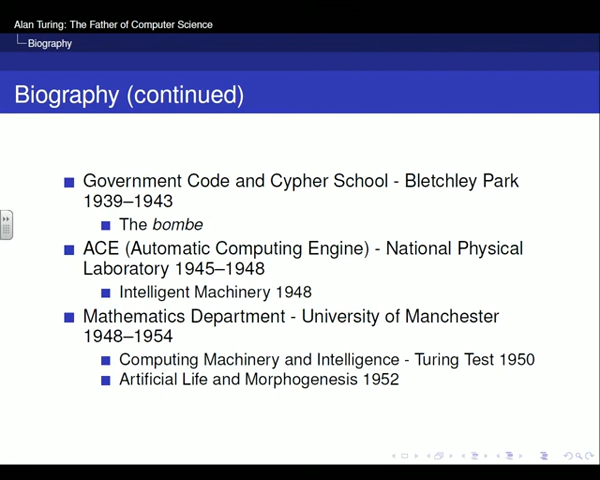 Alan Turing: The Father of Computer Science
Biography
Biography (continued)
Government Code and Cypher School - Bletchley Park
1939–1943
The bombe
ACE (Automatic Computing Engine) - National Physical
Laboratory 1945–1948
Intelligent Machinery 1948
Mathematics Department - University of Manchester
1948–1954
Computing Machinery and Intelligence - Turing Test 1950
Artificial Life and Morphogenesis 1952